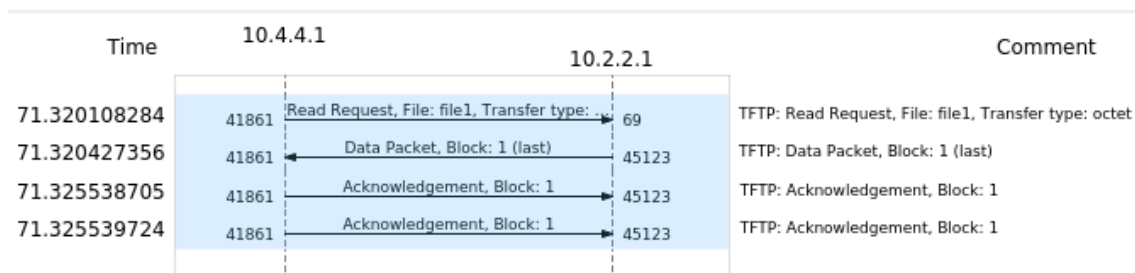 Time 10.4.4.1 10.2.2.1 Comment
71.320108284 41861 Read Request, File: file1, Transfer type: ... 69 TFTP: Read Request, File: file1, Transfer type: octet
71.320427356 41861 Data Packet, Block: 1 (last) 45123 TFTP: Data Packet, Block: 1 (last)
71.325538705 41861 Acknowledgement, Block: 1 45123 TFTP: Acknowledgement, Block: 1
71.325539724 41861 Acknowledgement, Block: 1 45123 TFTP: Acknowledgement, Block: 1